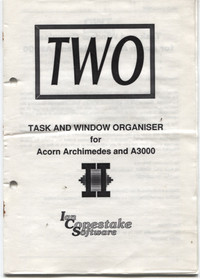 TWO
TASK AND WINDOW ORGANISER
for
Acorn Archimedes and A3000
Ian
Copestake
Software